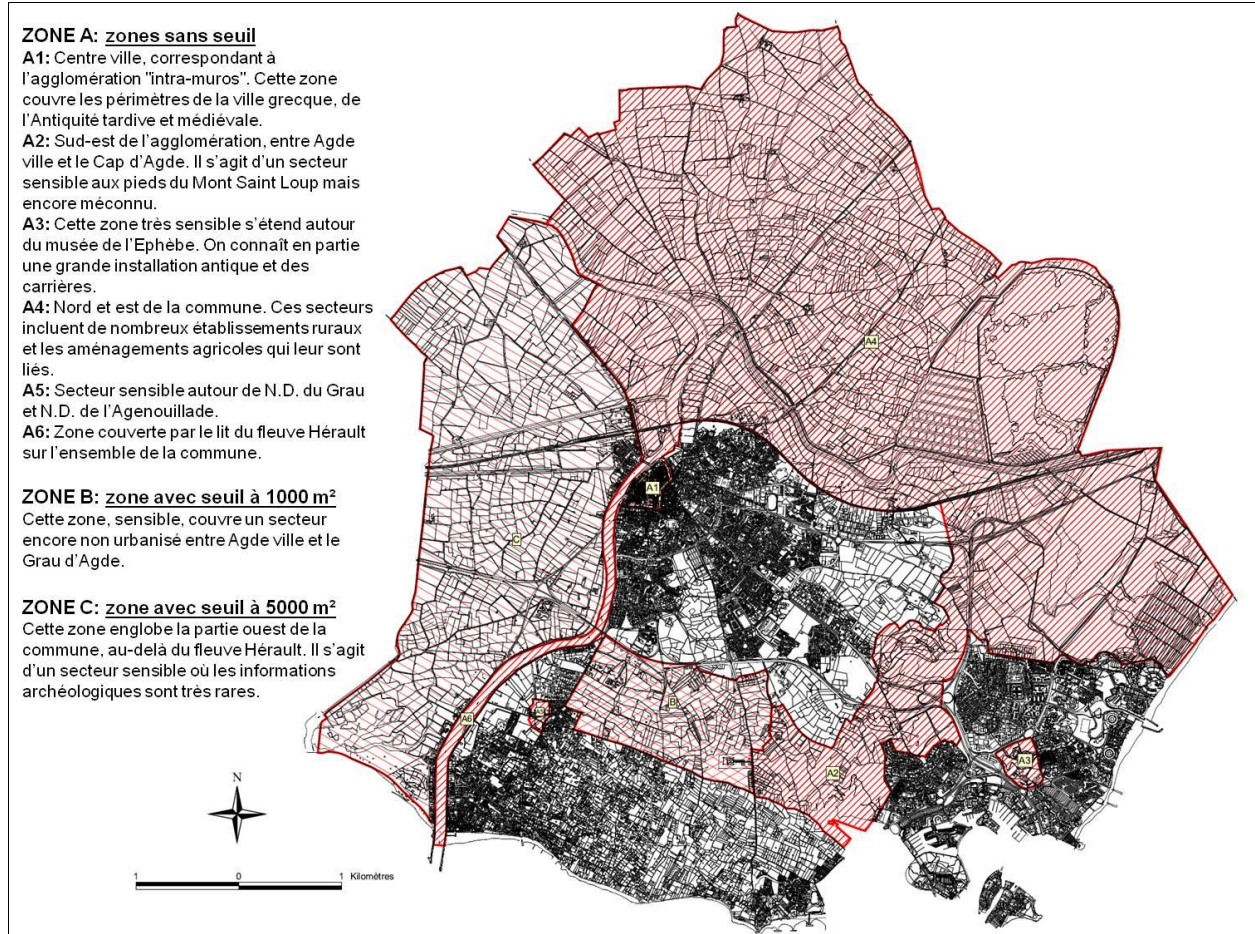 ZONE A: zones sans seuil
A1: Centre ville, correspondant à
l'agglomération "intra-muros". Cette zone
couvre les périmètres de la ville grecque, de
l'Antiquité tardive et médiévale.
A2: Sud-est de l'agglomération, entre Agde
ville et le Cap d'Agde. Il s'agit d'un secteur
sensible aux pieds du Mont Saint Loup mais
encore méconnu.
A3: Cette zone très sensible s'étend autour
du musée de l'Ephèbe. On connaît en partie
une grande installation antique et des
carrières.
A4: Nord et est de la commune. Ces secteurs
incluent de nombreux établissements ruraux
et les aménagements agricoles qui leur sont
liés.
A5: Secteur sensible autour de N.D. du Grau
et N.D. de l'Agenouillade.
A6: Zone couverte par le lit du fleuve Hérault
sur l'ensemble de la commune.
ZONE B: zone avec seuil à 1000 m²
Cette zone, sensible, couvre un secteur
encore non urbanisé entre Agde ville et le
Grau d'Agde.
ZONE C: zone avec seuil à 5000 m²
Cette zone englobe la partie ouest de la
commune, au-delà du fleuve Hérault. Il s'agit
d'un secteur sensible où les informations
archéologiques sont très rares.
A4
A1
C
B
A5
A6
A2
A3
N
1 0 1 Kilomètres